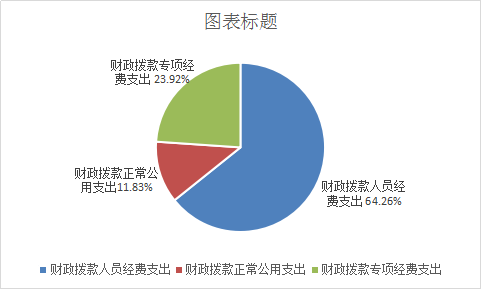 图表标题
财政拨款专项经
费支出 23.92%
财政拨款正常公
用支出11.83%
财政拨款人员经
费支出 64.26%
财政拨款人员经费支出 财政拨款正常公用支出 财政拨款专项经费支出